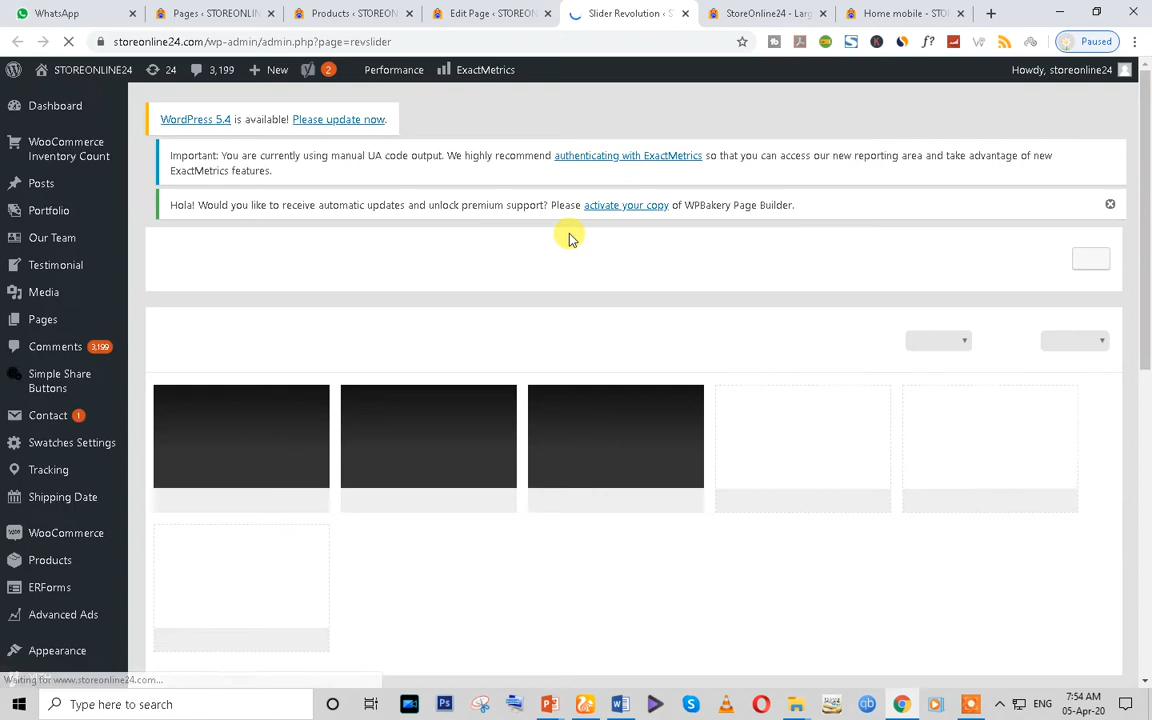 WhatsApp
Pages ‹ STOREONLIN
Products ‹ STOREON
Edit Page ‹ STOREON
Slider Revolution ‹ S
StoreOnline24 - Larg
Home mobile - STO
storeonline24.com/wp-admin/admin.php?page=revslider
Paused
STOREONLINE24
24
3,199
New
2
Performance
ExactMetrics
Howdy, storeonline24
Dashboard
WooCommerce
Inventory Count
Posts
Portfolio
Our Team
Testimonial
Media
Pages
Comments 3,199
Simple Share
Buttons
Contact 1
Swatches Settings
Tracking
Shipping Date
WooCommerce
Products
ERForms
Advanced Ads
Appearance
WordPress 5.4 is available! Please update now.
Important: You are currently using manual UA code output. We highly recommend authenticating with ExactMetrics so that you can access our new reporting area and take advantage of new
ExactMetrics features.
Hola! Would you like to receive automatic updates and unlock premium support? Please activate your copy of WPBakery Page Builder.
Waiting for www.storeonline24.com...
Type here to search
ENG
7:54 AM
05-Apr-20